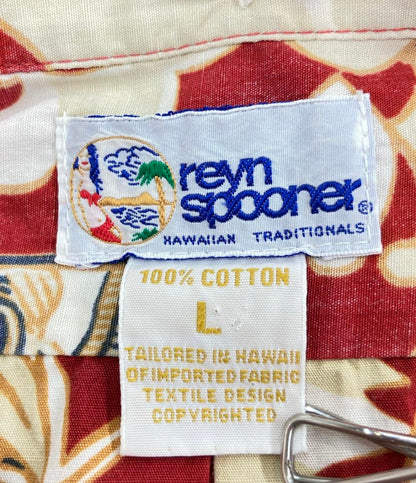 reyn
spooner®
HAWAIIAN TRADITIONALS
100% COTTON
L
TAILORED IN HAWAII
OF IMPORTED FABRIC
TEXTILE DESIGN
COPYRIGHTED